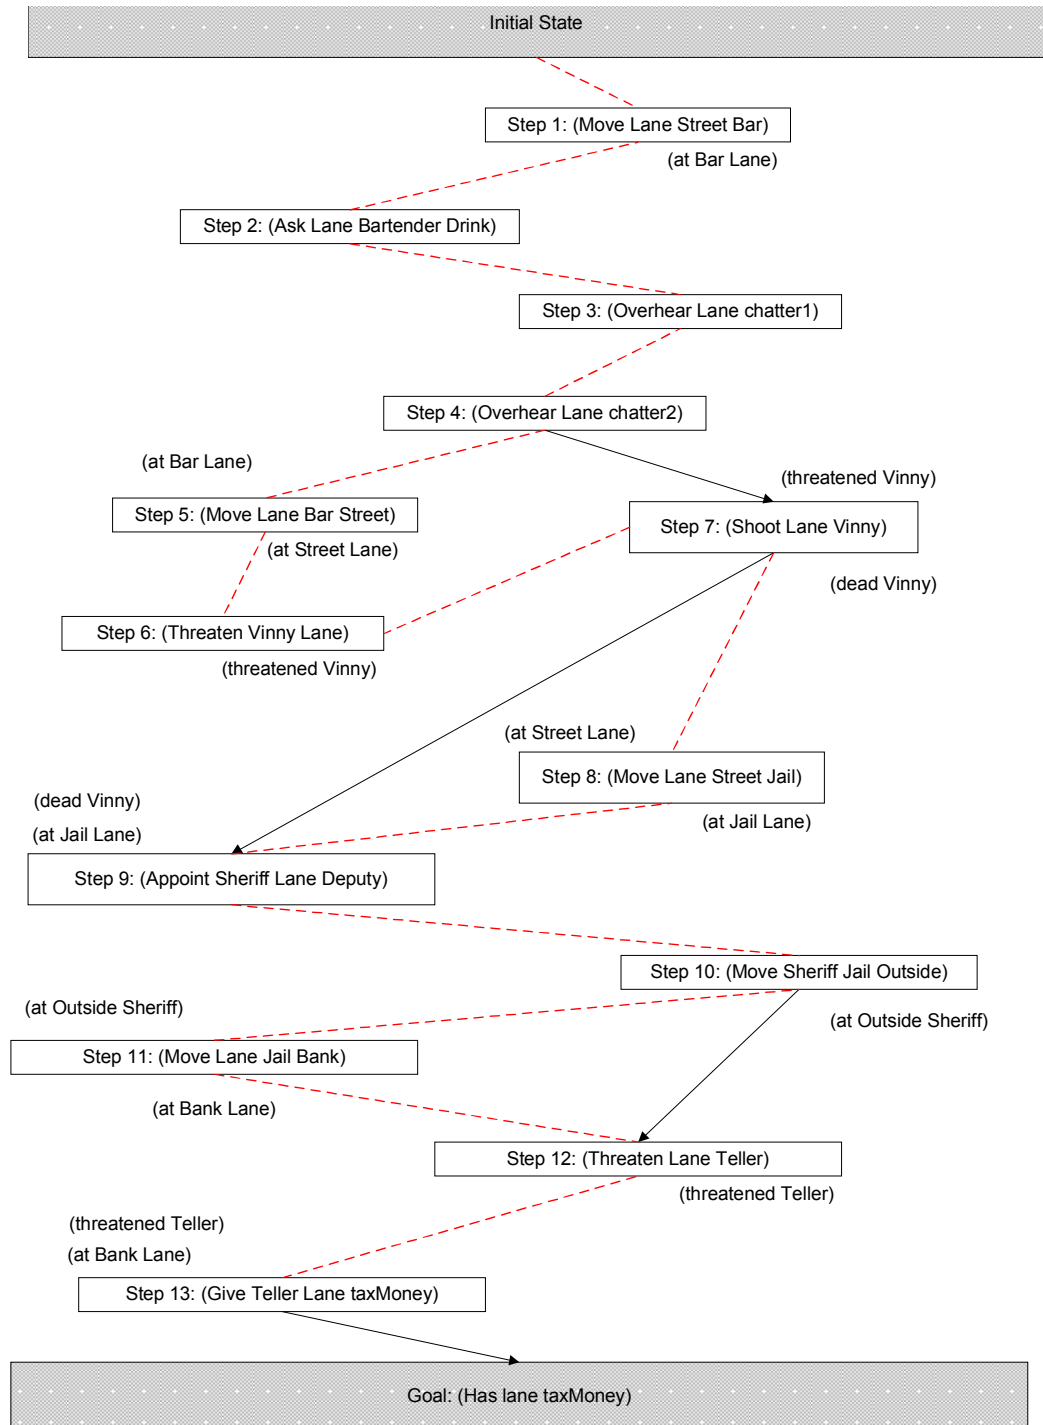 Initial State
Step 1: (Move Lane Street Bar)
(at Bar Lane)
Step 2: (Ask Lane Bartender Drink)
Step 3: (Overhear Lane chatter1)
Step 4: (Overhear Lane chatter2)
(at Bar Lane)
(threatened Vinny)
Step 5: (Move Lane Bar Street)
Step 7: (Shoot Lane Vinny)
(at Street Lane)
(dead Vinny)
Step 6: (Threaten Vinny Lane)
(threatened Vinny)
(at Street Lane)
Step 8: (Move Lane Street Jail)
(dead Vinny)
(at Jail Lane)
(at Jail Lane)
Step 9: (Appoint Sheriff Lane Deputy)
Step 10: (Move Sheriff Jail Outside)
(at Outside Sheriff)
(at Outside Sheriff)
Step 11: (Move Lane Jail Bank)
(at Bank Lane)
Step 12: (Threaten Lane Teller)
(threatened Teller)
(threatened Teller)
(at Bank Lane)
Step 13: (Give Teller Lane taxMoney)
Goal: (Has lane taxMoney)